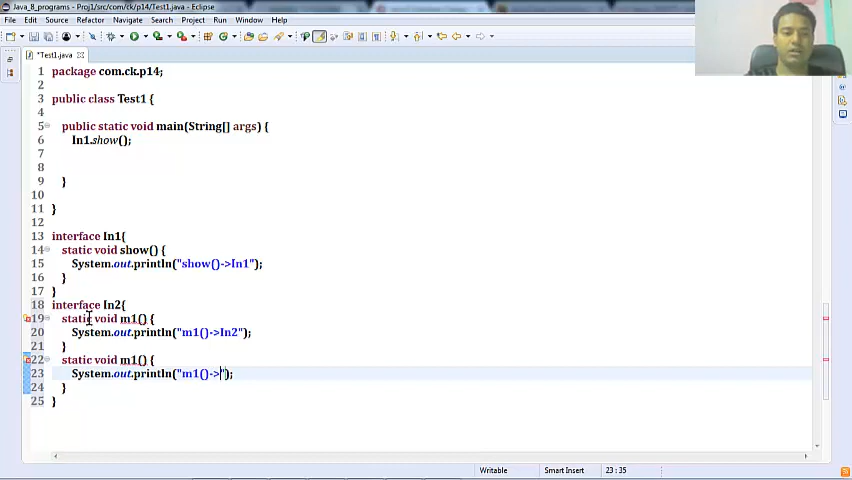 Java_8_programs - Proj1/src/com/ck/p14/Test1.java - Eclipse
File Edit Source Refactor Navigate Search Project Run Window Help
*Test1.java
1 package com.ck.p14;
2
3 public class Test1 {
4
5 public static void main(String[] args) {
6 In1.show();
7
8
9 }
10
11 }
12
13 interface In1{
14 static void show() {
15 System.out.println("show()->In1");
16 }
17 }
18 interface In2{
19 static void m1() {
20 System.out.println("m1()->In2");
21 }
22 static void m1() {
23 System.out.println("m1()->");
24 }
25 }
Writable Smart Insert 23 : 35